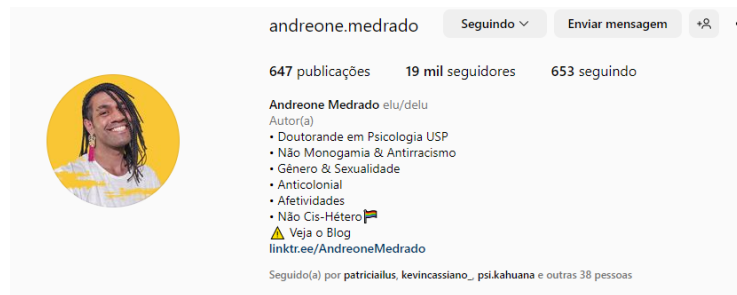 andreone.medrado Seguindo Enviar mensagem
647 publicações 19 mil seguidores 653 seguindo
Andreone Medrado elu/delu
Autor(a)
• Doutorande em Psicologia USP
• Não Monogamia & Antirracismo
• Gênero & Sexualidade
• Anticolonial
• Afetividades
• Não Cis-Hétero🏳️‍🌈
⚠️ Veja o Blog
linktr.ee/AndreoneMedrado
Seguido(a) por patriciailus, kevincassiano_, psi.kahuana e outras 38 pessoas